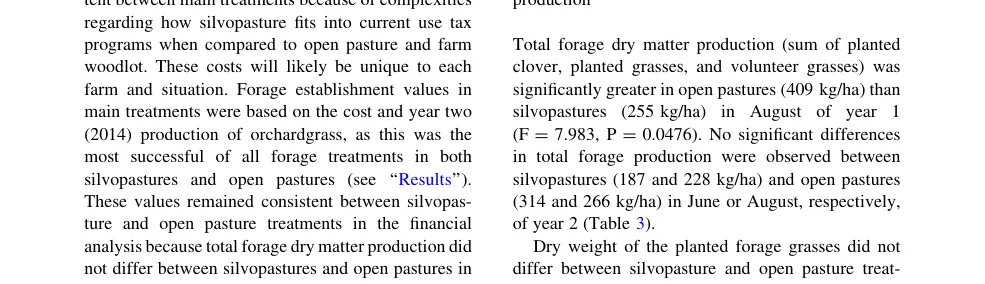 tent between main treatments because of complexities
regarding how silvopasture fits into current use tax
programs when compared to open pasture and farm
woodlot. These costs will likely be unique to each
farm and situation. Forage establishment values in
main treatments were based on the cost and year two
(2014) production of orchardgrass, as this was the
most successful of all forage treatments in both
silvopastures and open pastures (see “Results”).
These values remained consistent between silvopas-
ture and open pasture treatments in the financial
analysis because total forage dry matter production did
not differ between silvopastures and open pastures in
production
Total forage dry matter production (sum of planted
clover, planted grasses, and volunteer grasses) was
significantly greater in open pastures (409 kg/ha) than
silvopastures (255 kg/ha) in August of year 1
(F = 7.983, P = 0.0476). No significant differences
in total forage production were observed between
silvopastures (187 and 228 kg/ha) and open pastures
(314 and 266 kg/ha) in June or August, respectively,
of year 2 (Table 3).
Dry weight of the planted forage grasses did not
differ between silvopasture and open pasture treat-